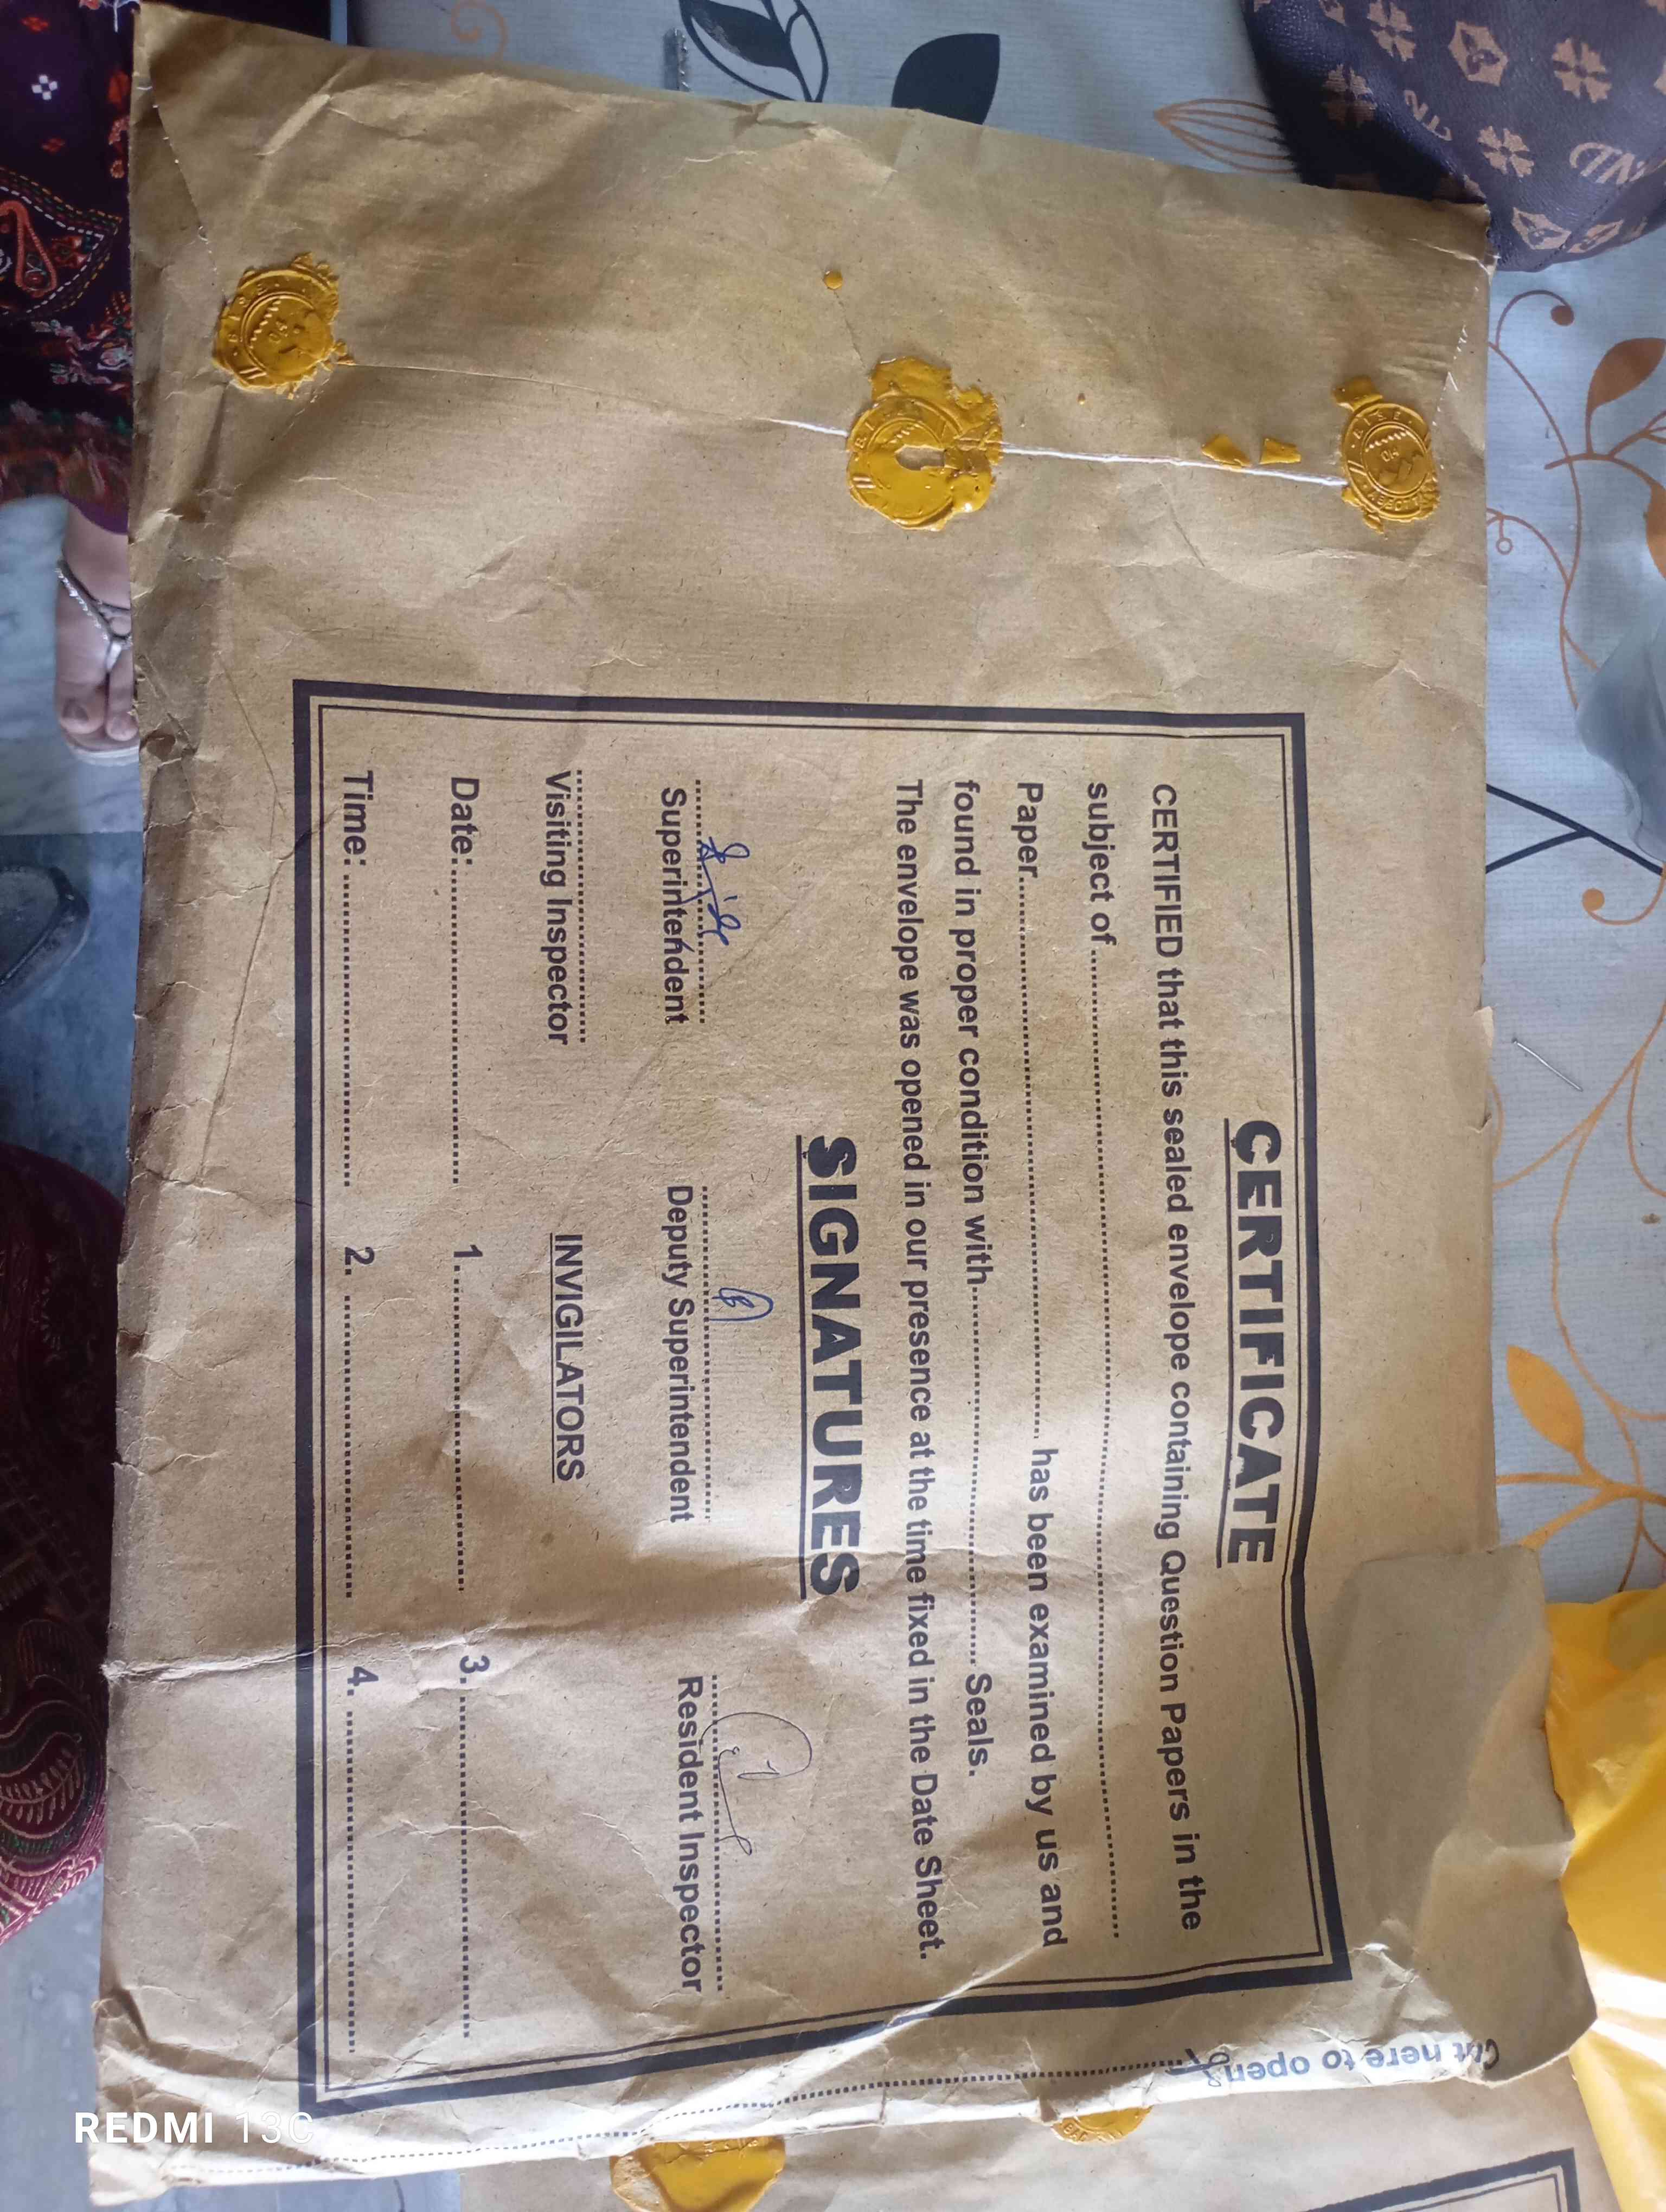 CERTIFICATE
CERTIFIED that this sealed envelope containing Question Papers in the
subject of
Paper has been examined by us and
found in proper condition with Seals.
The envelope was opened in our presence at the time fixed in the Date Sheet.
SIGNATURES
Superintendent Deputy Superintendent Resident Inspector
Visiting Inspector INVIGILATORS
Date: 1. 3.
Time: 2. 4.
Cut here to open
REDMI 13C